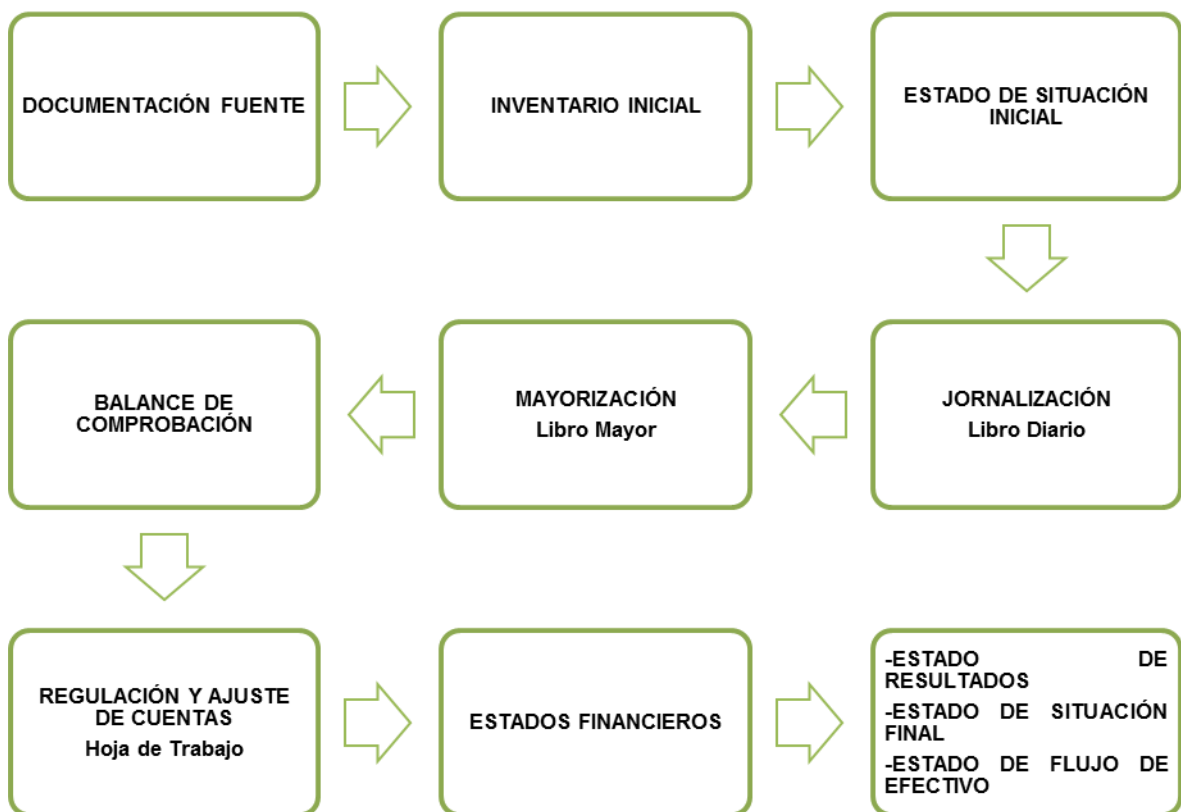 DOCUMENTACIÓN FUENTE
INVENTARIO INICIAL
ESTADO DE SITUACIÓN
INICIAL
JORNALIZACIÓN
Libro Diario
MAYORIZACIÓN
Libro Mayor
BALANCE DE
COMPROBACIÓN
REGULACIÓN Y AJUSTE
DE CUENTAS
Hoja de Trabajo
ESTADOS FINANCIEROS
-ESTADO DE
RESULTADOS
-ESTADO DE SITUACIÓN
FINAL
-ESTADO DE FLUJO DE
EFECTIVO